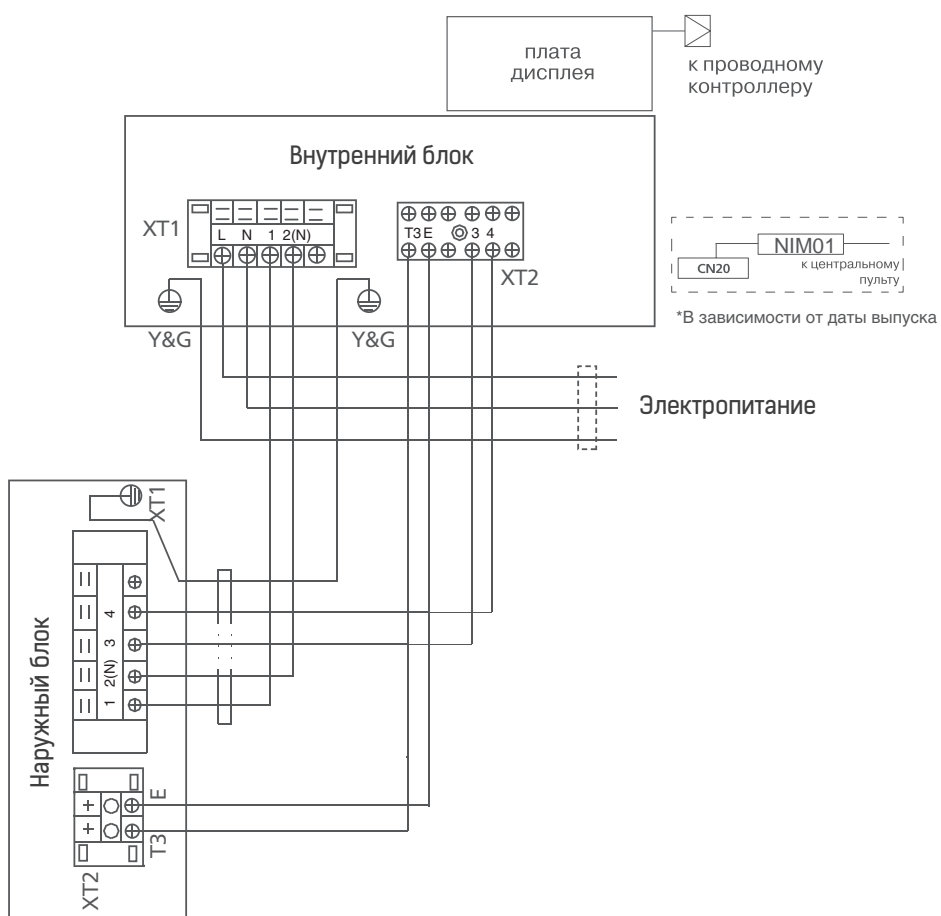 плата
дисплея
к проводному
контроллеру
Внутренний блок
XT1
L N 1 2(N)
T3 E 3 4
XT2
NIM01
CN20
к центральному
пульту
*В зависимости от даты выпуска
Y&G
Y&G
Электропитание
Наружный блок
XT1
4
3
2(N)
1
E
T3
XT2